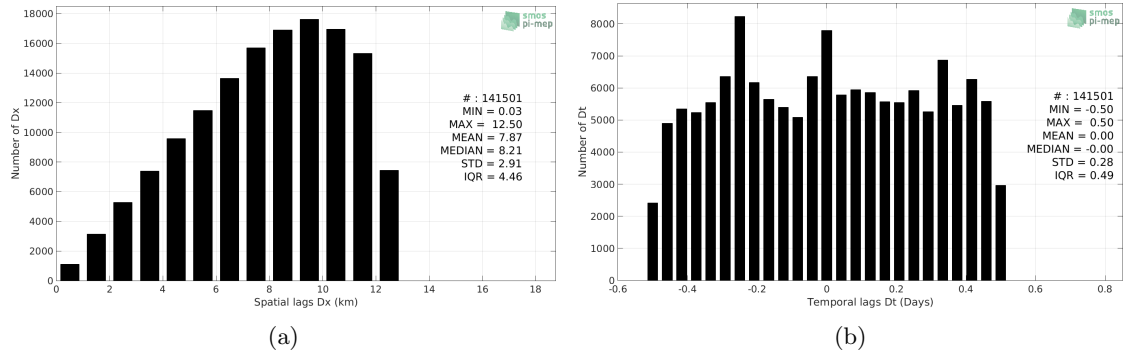 18000
16000
14000
12000
10000
8000
6000
4000
2000
0
Number of Dx
smos
pi-mep
# : 141501
MIN = 0.03
MAX = 12.50
MEAN = 7.87
MEDIAN = 8.21
STD = 2.91
IQR = 4.46
0 2 4 6 8 10 12 14 16 18
Spatial lags Dx (km)
(a)
8000
7000
6000
5000
4000
3000
2000
1000
0
Number of Dt
smos
pi-mep
# : 141501
MIN = -0.50
MAX = 0.50
MEAN = 0.00
MEDIAN = -0.00
STD = 0.28
IQR = 0.49
-0.6 -0.4 -0.2 0 0.2 0.4 0.6 0.8
Temporal lags Dt (Days)
(b)